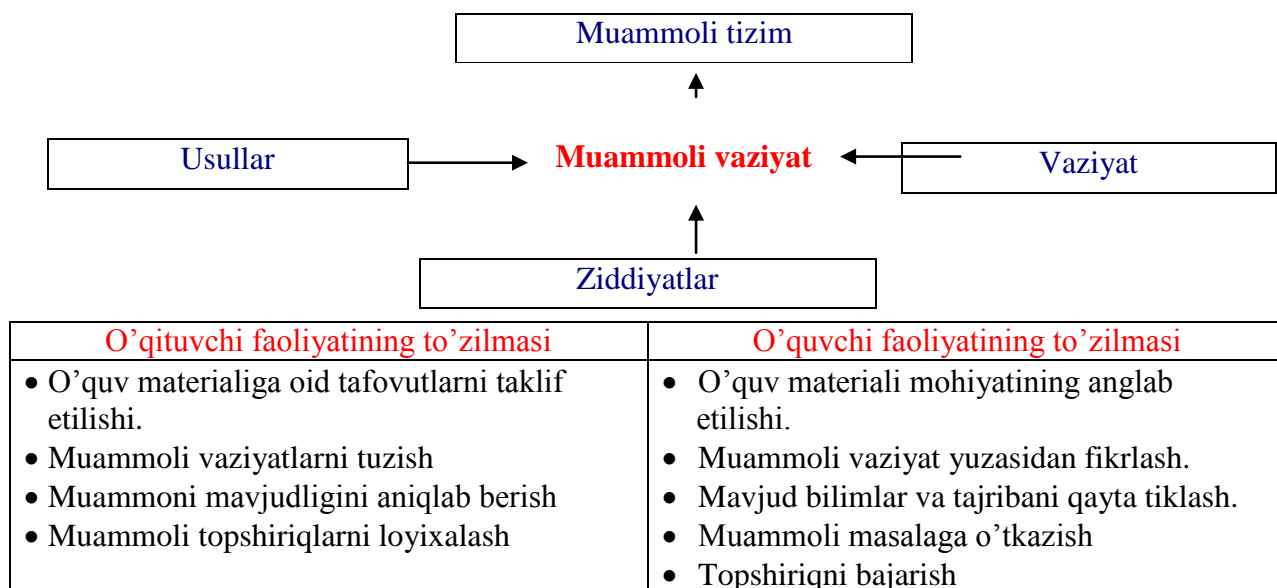 Muammoli tizim
Usullar
Muammoli vaziyat
Vaziyat
Ziddiyatlar
O’qituvchi faoliyatining to’zilmasi
O’quvchi faoliyatining to’zilmasi
• O’quv materialiga oid tafovutlarni taklif
etilishi.
• Muammoli vaziyatlarni tuzish
• Muammoni mavjudligini aniqlab berish
• Muammoli topshiriqlarni loyixalash
• O’quv materiali mohiyatining anglab
etilishi.
• Muammoli vaziyat yuzasidan fikrlash.
• Mavjud bilimlar va tajribani qayta tiklash.
• Muammoli masalaga o’tkazish
• Topshiriqni bajarish